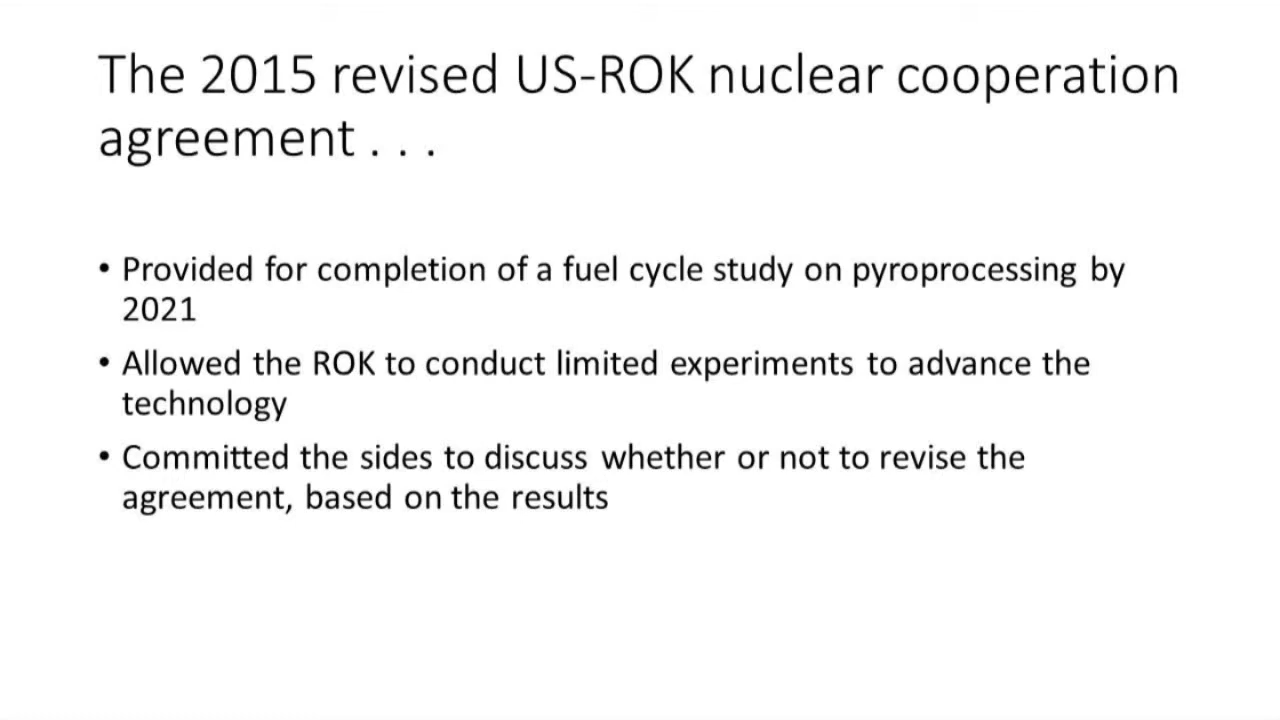 The 2015 revised US-ROK nuclear cooperation
agreement . . .
• Provided for completion of a fuel cycle study on pyroprocessing by
2021
• Allowed the ROK to conduct limited experiments to advance the
technology
• Committed the sides to discuss whether or not to revise the
agreement, based on the results